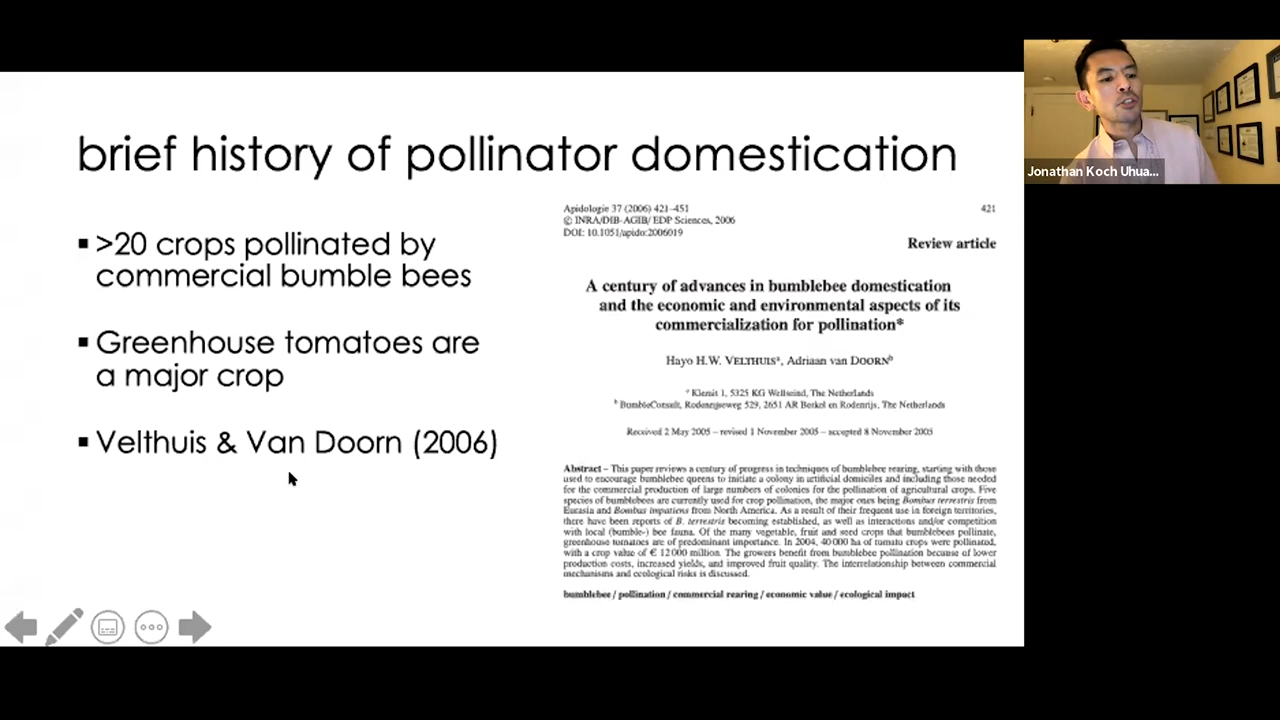 brief history of pollinator domestication
▪ >20 crops pollinated by
commercial bumble bees
▪ Greenhouse tomatoes are
a major crop
▪ Velthuis & Van Doorn (2006)
Apidologie 37 (2006) 421–451
421
© INRA/DIB-AGIB/ EDP Sciences, 2006
DOI: 10.1051/apido:2006019
Review article
A century of advances in bumblebee domestication
and the economic and environmental aspects of its
commercialization for pollination*
Hayo H.W. VELTHUISª, Adriaan van DOORNᵇ
ª Klemit 1, 5325 KG Wellseind, The Netherlands
ᵇ BumbleConsult, Rodenrijseweg 529, 2651 AR Berkel en Rodenrijs, The Netherlands
Received 2 May 2005 – revised 1 November 2005 – accepted 8 November 2005
Abstract – This paper reviews a century of progress in techniques of bumblebee rearing, starting with those
used to encourage bumblebee queens to initiate a colony in artificial domiciles and including those needed
for the commercial production of large numbers of colonies for the pollination of agricultural crops. Five
species of bumblebees are currently used for crop pollination, the major ones being Bombus terrestris from
Eurasia and Bombus impatiens from North America. As a result of their frequent use in foreign territories,
there have been reports of B. terrestris becoming established, as well as interactions and/or competition
with local (bumble-) bee fauna. Of the many vegetable, fruit and seed crops that bumblebees pollinate,
greenhouse tomatoes are of predominant importance. In 2004, 40 000 ha of tomato crops were pollinated,
with a crop value of € 12 000 million. The growers benefit from bumblebee pollination because of lower
production costs, increased yields, and improved fruit quality. The interrelationship between commercial
mechanisms and ecological risks is discussed.
bumblebee / pollination / commercial rearing / economic value / ecological impact
Jonathan Koch Uhua...